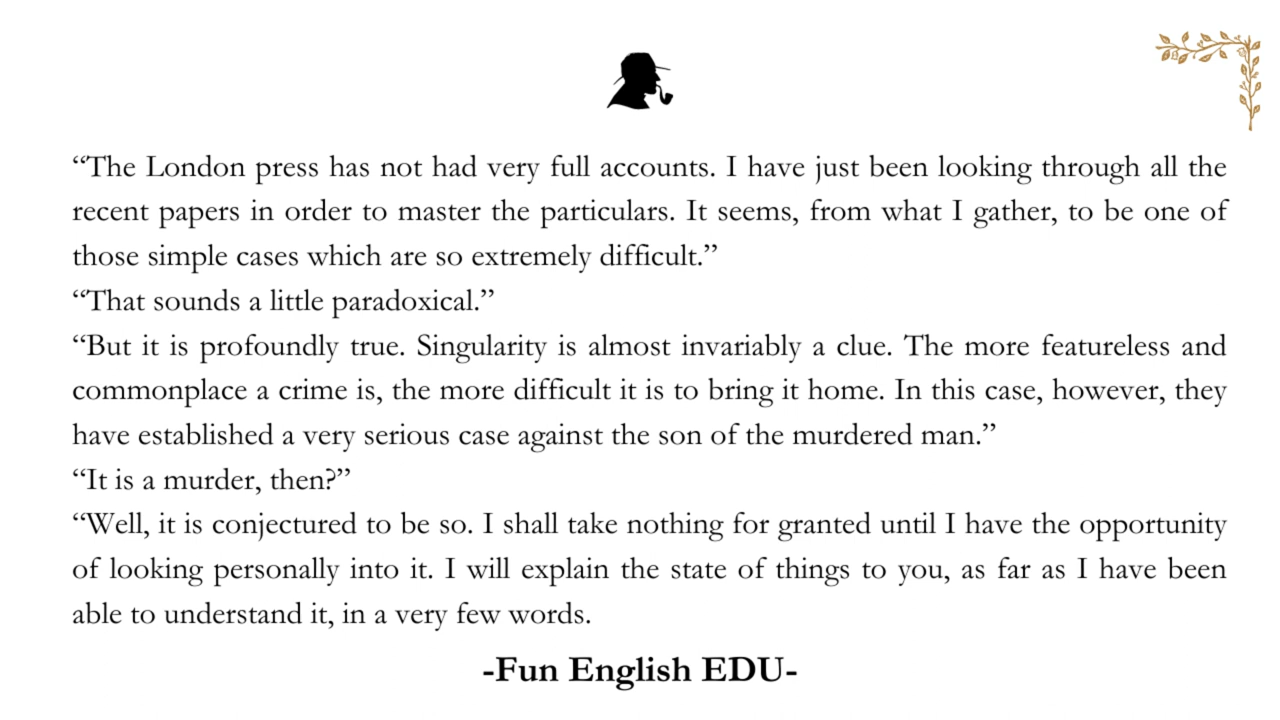 “The London press has not had very full accounts. I have just been looking through all the
recent papers in order to master the particulars. It seems, from what I gather, to be one of
those simple cases which are so extremely difficult.”
“That sounds a little paradoxical.”
“But it is profoundly true. Singularity is almost invariably a clue. The more featureless and
commonplace a crime is, the more difficult it is to bring it home. In this case, however, they
have established a very serious case against the son of the murdered man.”
“It is a murder, then?”
“Well, it is conjectured to be so. I shall take nothing for granted until I have the opportunity
of looking personally into it. I will explain the state of things to you, as far as I have been
able to understand it, in a very few words.
-Fun English EDU-